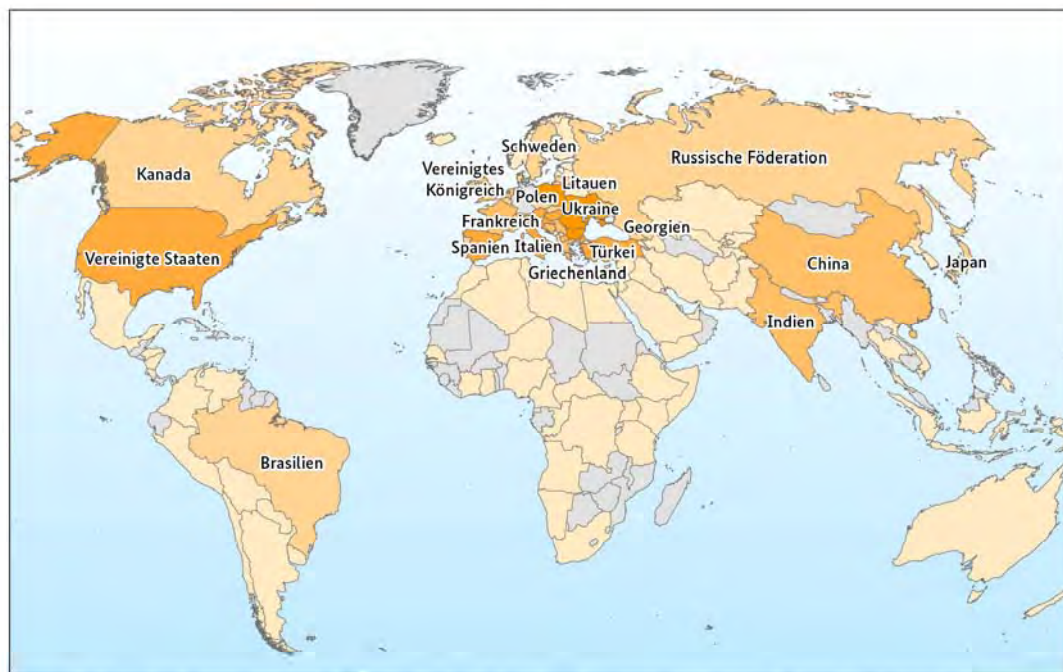 Schweden
Russische Föderation
Vereinigtes
Königreich
Kanada
Litauen
Polen
Ukraine
Frankreich
Georgien
Spanien
Italien
Türkei
Vereinigte Staaten
China
Japan
Griechenland
Indien
Brasilien